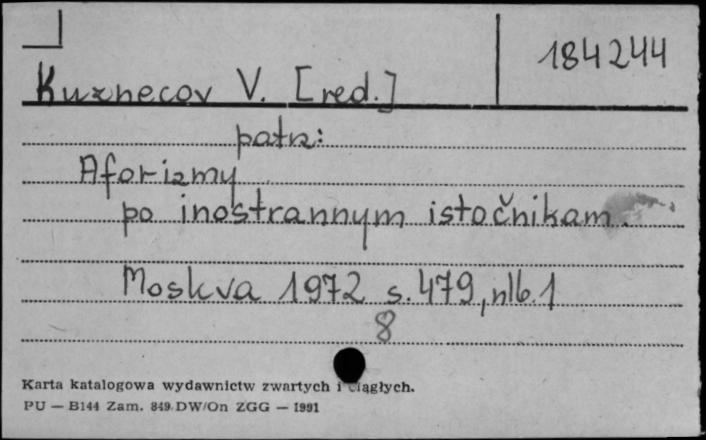 184244
Kuznecov V. [red.]
patrz:
Aforizmy
po inostrannym istočnikam.
Moskva 1972 s. 479, nlb. 1
8
Karta katalogowa wydawnictw zwartych i ciągłych.
PU — B144 Zam. 849 DW/On ZGG — 1991